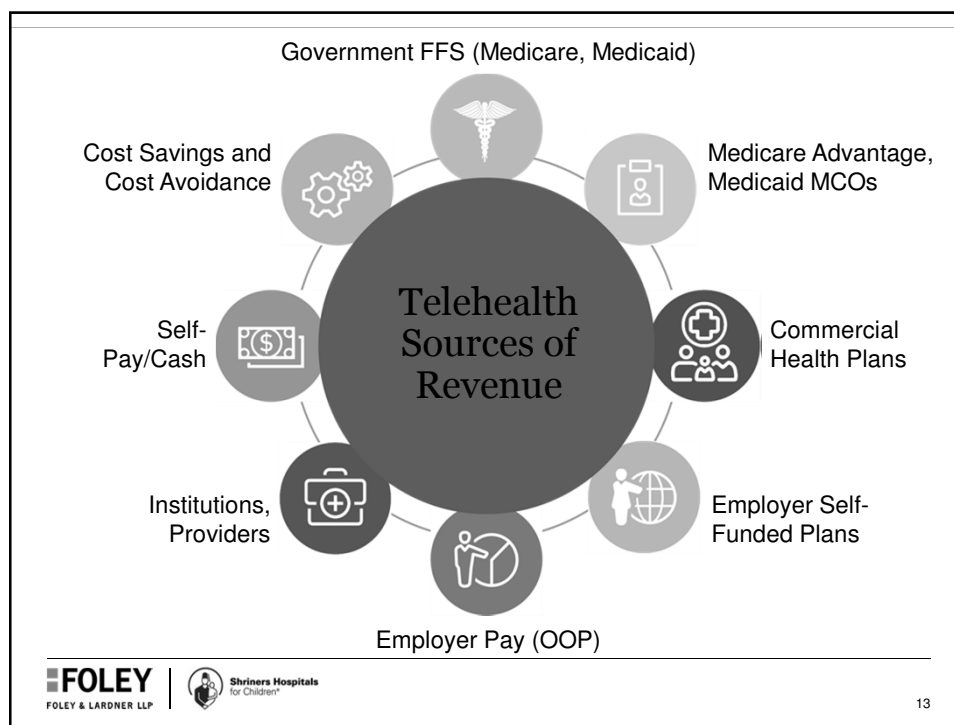 Government FFS (Medicare, Medicaid)
Cost Savings and
Cost Avoidance
Medicare Advantage,
Medicaid MCOs
Telehealth
Sources of
Revenue
Self-
Pay/Cash
Commercial
Health Plans
Institutions,
Providers
Employer Self-
Funded Plans
Employer Pay (OOP)
FOLEY
FOLEY & LARDNER LLP
Shriners Hospitals
for Children®
13